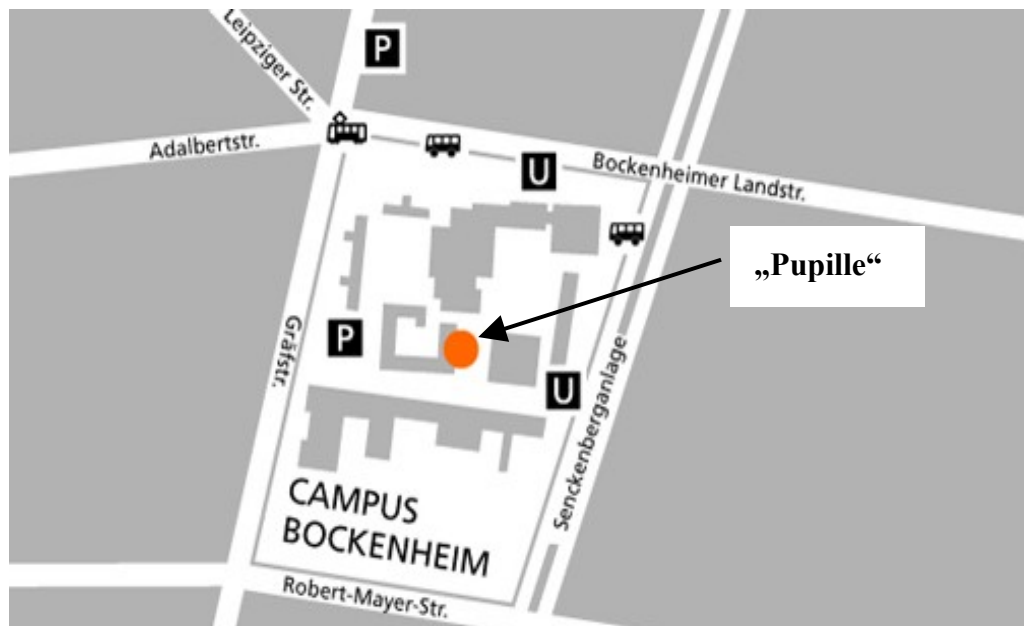 Leipziger Str.
P
Adalbertstr.
Bockenheimer Landstr.
U
„Pupille“
Gräfstr.
P
U
Senckenberganlage
CAMPUS
BOCKENHEIM
Robert-Mayer-Str.